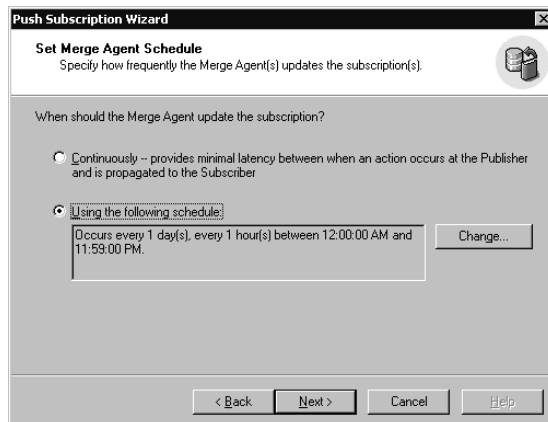 Push Subscription Wizard
Set Merge Agent Schedule
Specify how frequently the Merge Agent(s) updates the subscription(s).
When should the Merge Agent update the subscription?
Continuously -- provides minimal latency between when an action occurs at the Publisher
and is propagated to the Subscriber
Using the following schedule:
Occurs every 1 day(s), every 1 hour(s) between 12:00:00 AM and
11:59:00 PM.
Change...
< Back Next > Cancel Help